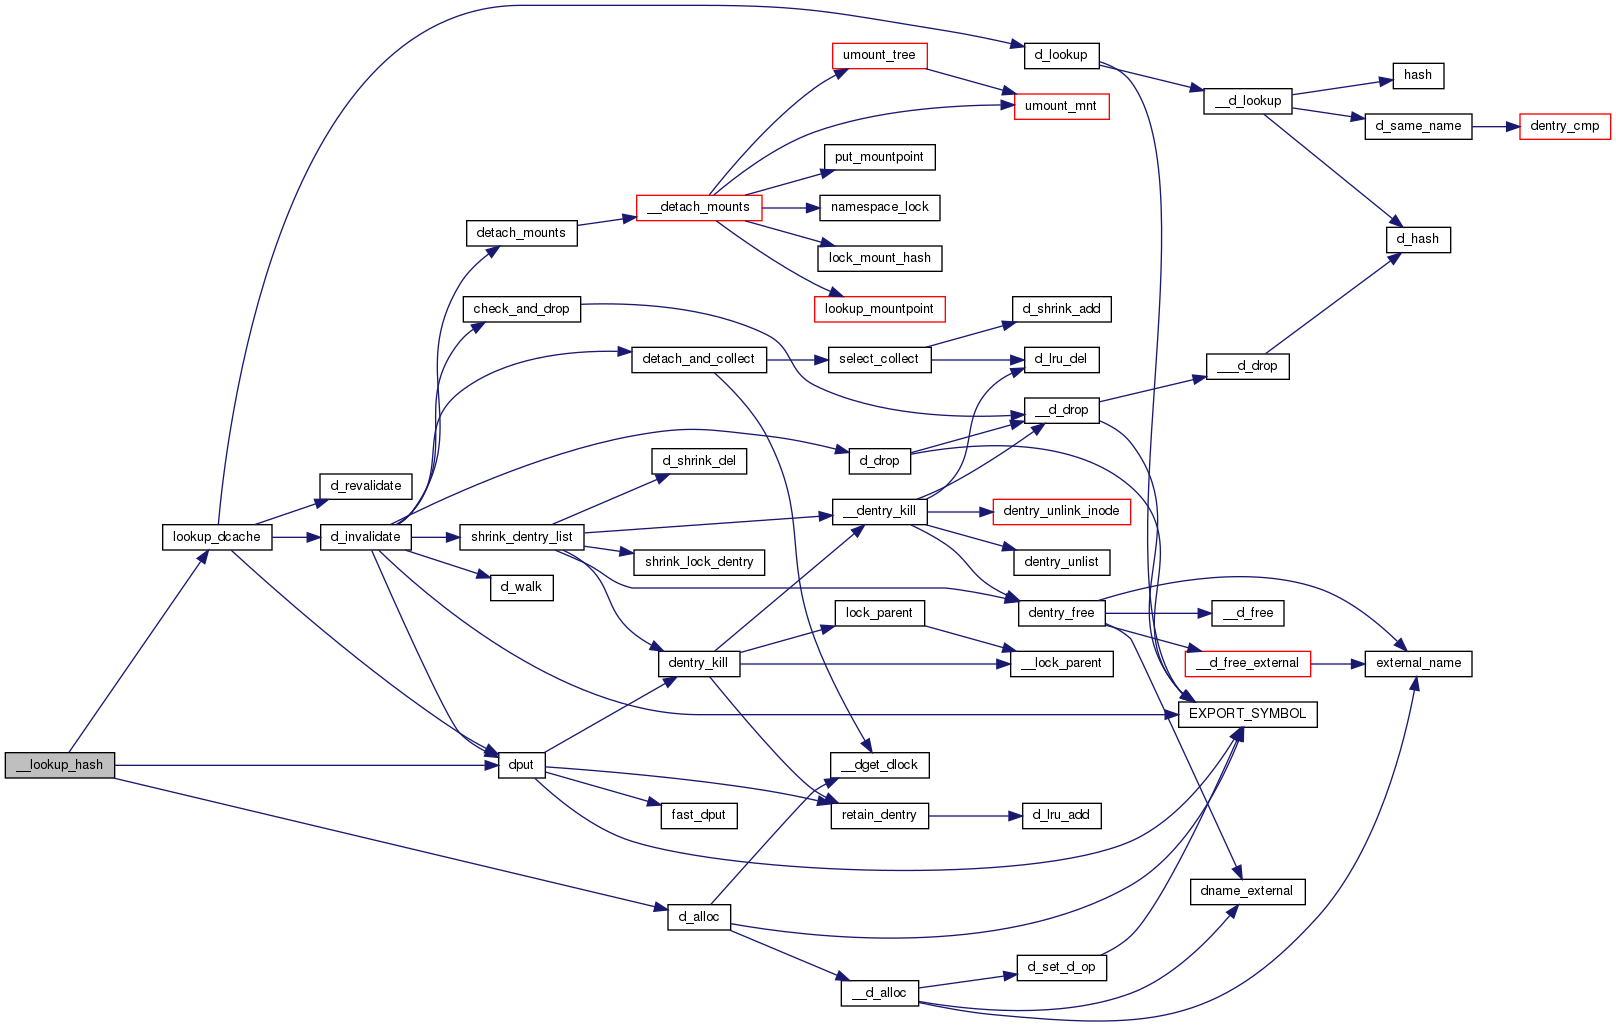 umount_tree
d_lookup
hash
__d_lookup
umount_mnt
d_same_name
dentry_cmp
put_mountpoint
__detach_mounts
namespace_lock
detach_mounts
d_hash
lock_mount_hash
check_and_drop
lookup_mountpoint
d_shrink_add
detach_and_collect
select_collect
d_lru_del
___d_drop
__d_drop
d_shrink_del
d_drop
d_revalidate
__dentry_kill
dentry_unlink_inode
lookup_dcache
d_invalidate
shrink_dentry_list
shrink_lock_dentry
dentry_unlist
d_walk
lock_parent
dentry_free
__d_free
dentry_kill
__lock_parent
__d_free_external
external_name
EXPORT_SYMBOL
__lookup_hash
dput
__dget_dlock
fast_dput
retain_dentry
d_lru_add
dname_external
d_alloc
d_set_d_op
__d_alloc